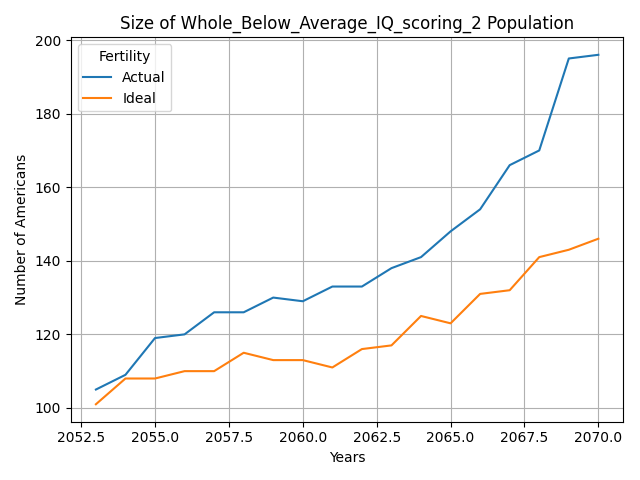 Size of Whole_Below_Average_IQ_scoring_2 Population
Fertility
Actual
Ideal
Number of Americans
200
180
160
140
120
100
2052.5 2055.0 2057.5 2060.0 2062.5 2065.0 2067.5 2070.0
Years